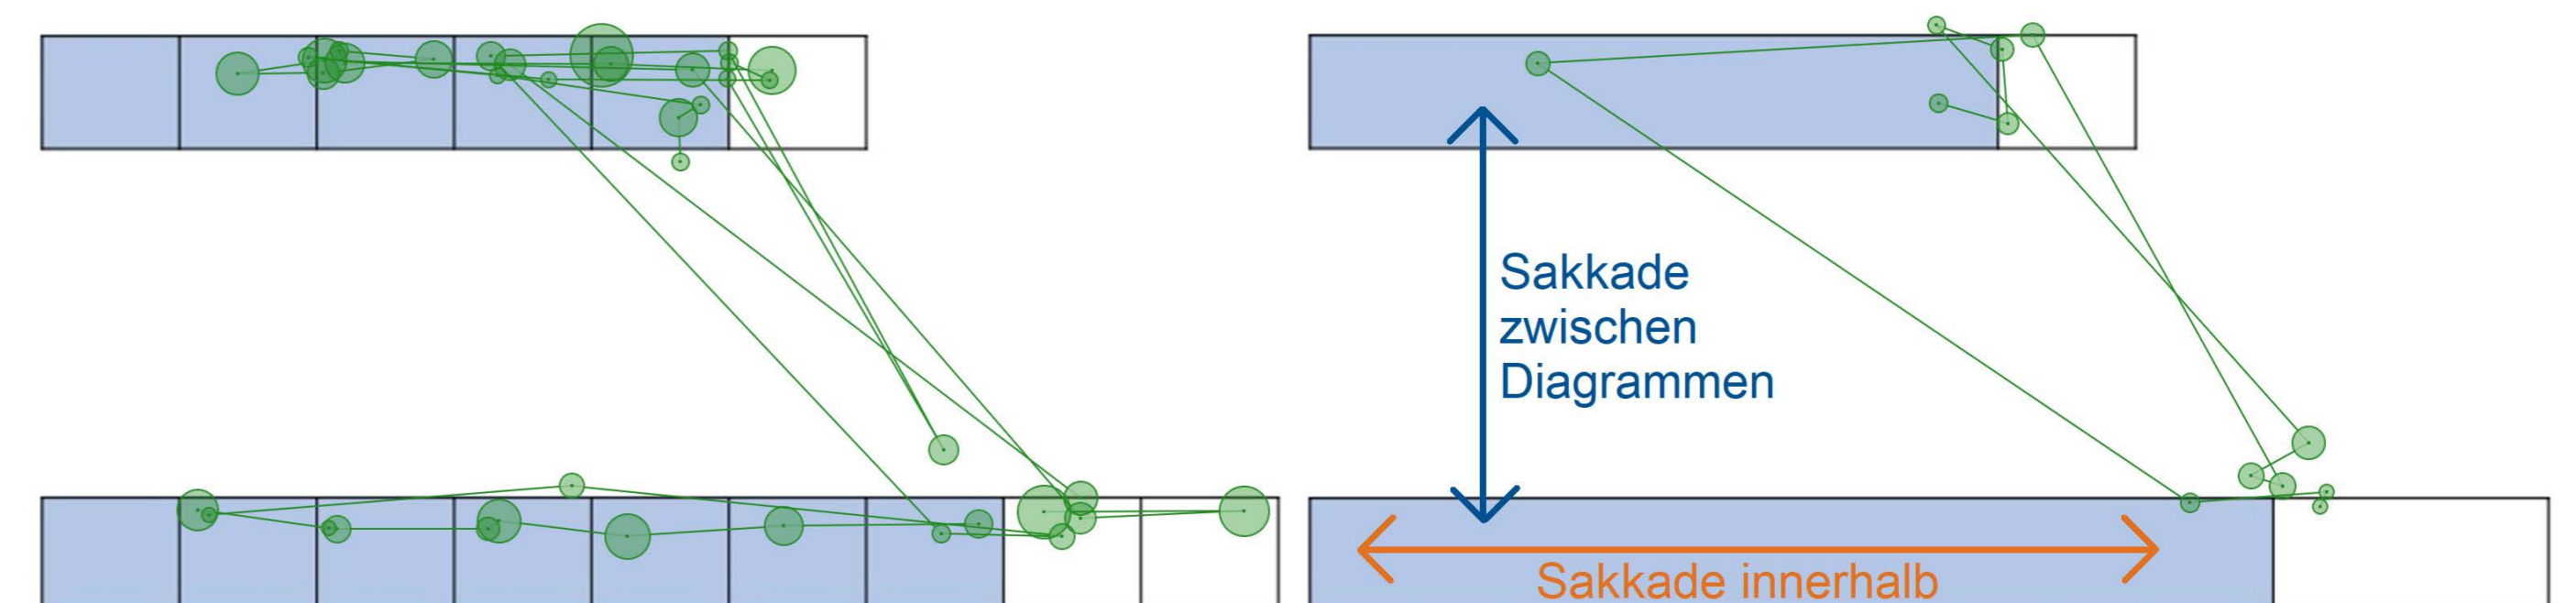 Sakkade
zwischen
Diagrammen
Sakkade innerhalb